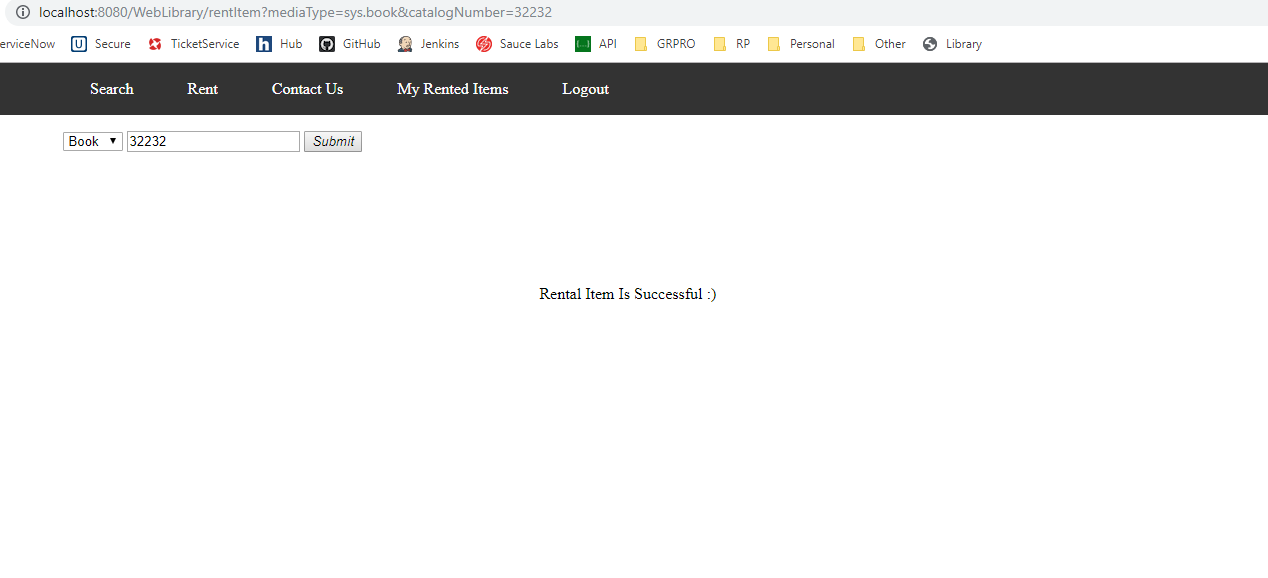 localhost:8080/WebLibrary/rentItem?mediaType=sys.book&catalogNumber=32232
erviceNow Secure TicketService Hub GitHub Jenkins Sauce Labs API GRPRO RP Personal Other Library
Search Rent Contact Us My Rented Items Logout
Book 32232 Submit
Rental Item Is Successful :)